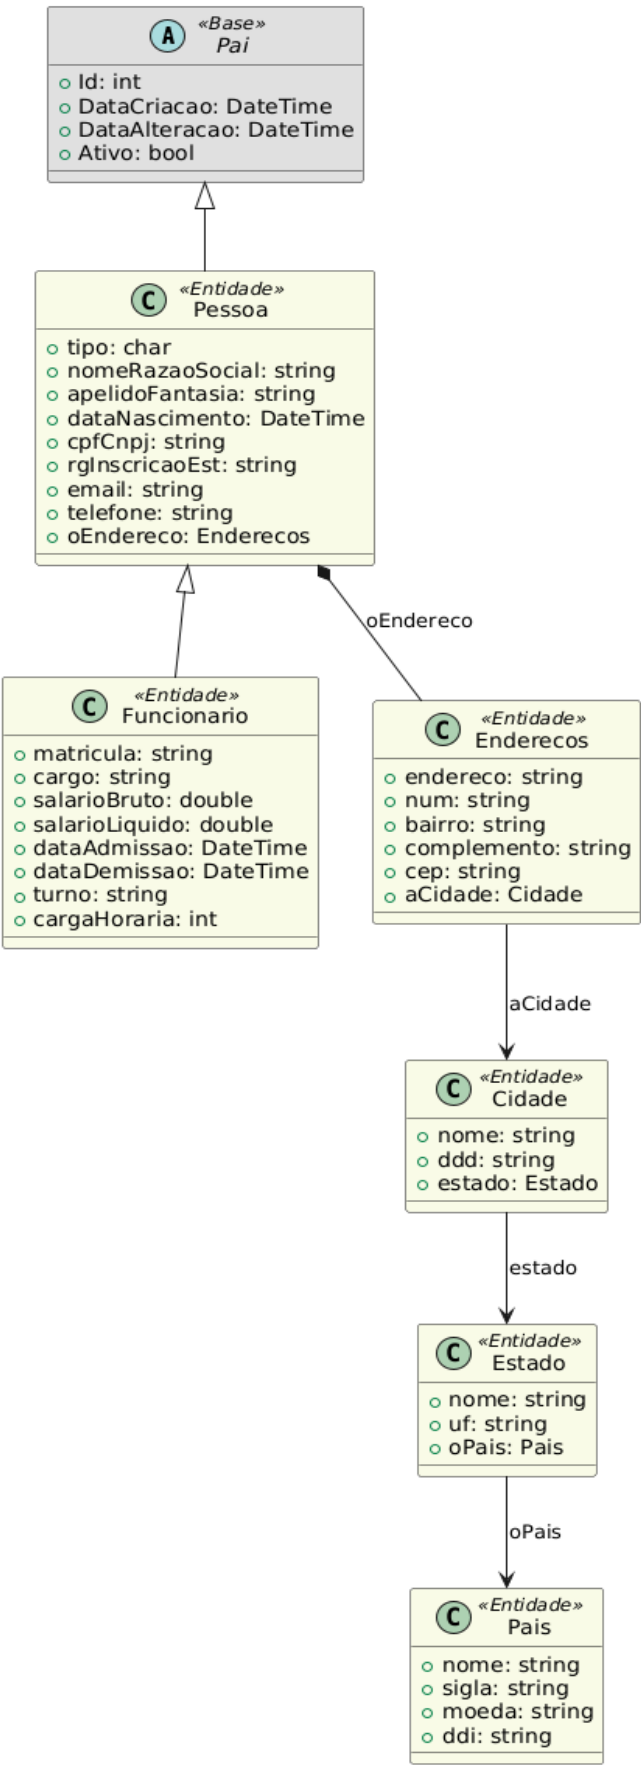 A
«Base»
Pai
Id: int
DataCriacao: DateTime
DataAlteracao: DateTime
Ativo: bool
C
«Entidade»
Pessoa
tipo: char
nomeRazaoSocial: string
apelidoFantasia: string
dataNascimento: DateTime
cpfCnpj: string
rgInscricaoEst: string
email: string
telefone: string
oEndereco: Enderecos
oEndereco
C
«Entidade»
Funcionario
matricula: string
cargo: string
salarioBruto: double
salarioLiquido: double
dataAdmissao: DateTime
dataDemissao: DateTime
turno: string
cargaHoraria: int
C
«Entidade»
Enderecos
endereco: string
num: string
bairro: string
complemento: string
cep: string
aCidade: Cidade
aCidade
C
«Entidade»
Cidade
nome: string
ddd: string
estado: Estado
estado
C
«Entidade»
Estado
nome: string
uf: string
oPais: Pais
oPais
C
«Entidade»
Pais
nome: string
sigla: string
moeda: string
ddi: string